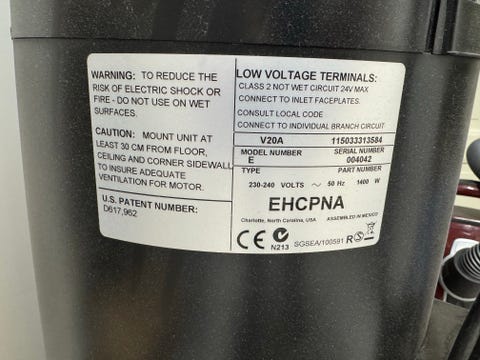 WARNING: TO REDUCE THE
RISK OF ELECTRIC SHOCK OR
FIRE - DO NOT USE ON WET
SURFACES.
CAUTION: MOUNT UNIT AT
LEAST 30 CM FROM FLOOR,
CEILING AND CORNER SIDEWALL
TO INSURE ADEQUATE
VENTILATION FOR MOTOR.
U.S. PATENT NUMBER:
D617,962
LOW VOLTAGE TERMINALS:
CLASS 2 NOT WET CIRCUIT 24V MAX
CONNECT TO INLET FACEPLATES.
CONSULT LOCAL CODE
CONNECT TO INDIVIDUAL BRANCH CIRCUIT
V20A 115033313584
MODEL NUMBER SERIAL NUMBER
E 004042
TYPE PART NUMBER
230-240 VOLTS ~ 50 Hz 1400 W
EHCPNA
Charlotte, North Carolina, USA ASSEMBLED IN MEXICO
CE N213 SGSEA/100591 R S